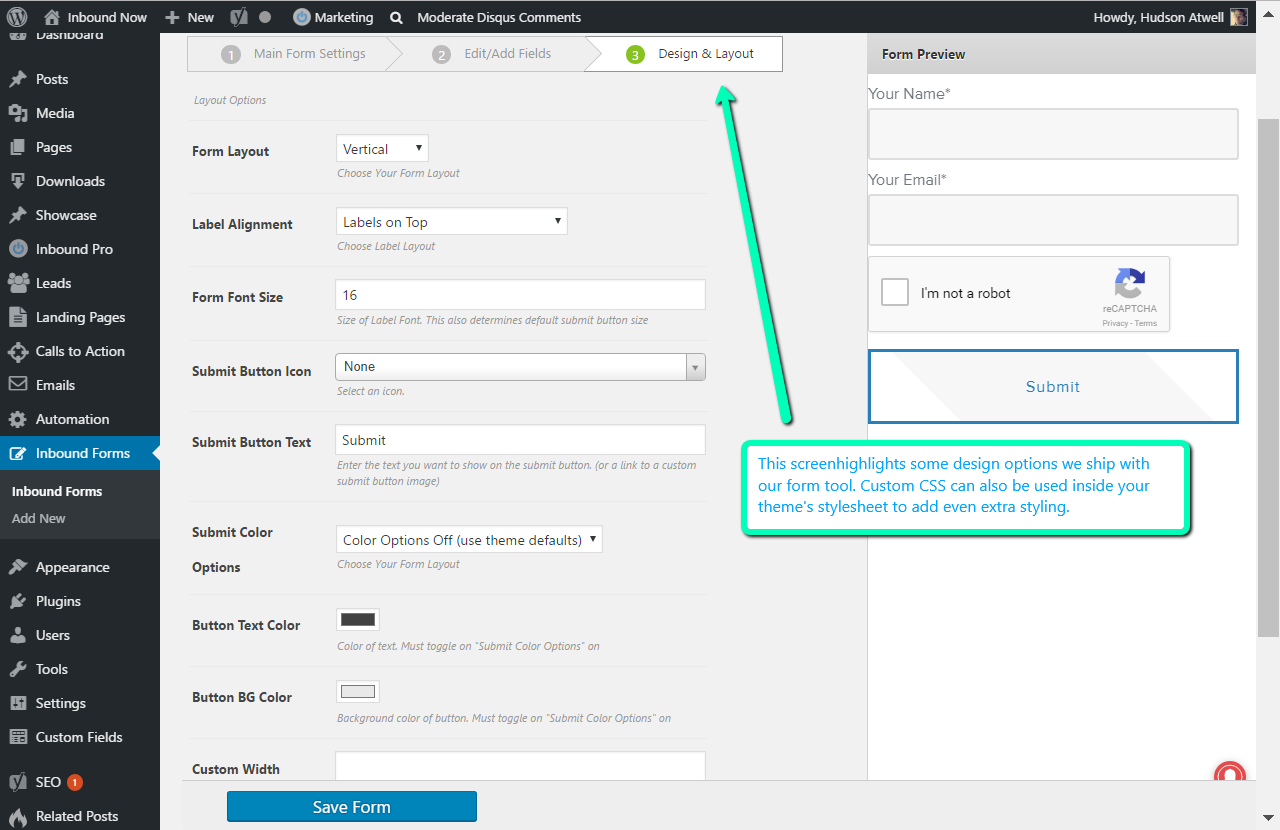 Inbound Now
New
Marketing
Moderate Disqus Comments
Howdy, Hudson Atwell
Dashboard
Posts
Media
Pages
Downloads
Showcase
Inbound Pro
Leads
Landing Pages
Calls to Action
Emails
Automation
Inbound Forms
Inbound Forms
Add New
Appearance
Plugins
Users
Tools
Settings
Custom Fields
SEO 1
Related Posts
1 Main Form Settings
2 Edit/Add Fields
3 Design & Layout
Layout Options
Form Layout
Vertical
Choose Your Form Layout
Label Alignment
Labels on Top
Choose Label Layout
Form Font Size
16
Size of Label Font. This also determines default submit button size
Submit Button Icon
None
Select an icon.
Submit Button Text
Submit
Enter the text you want to show on the submit button. (or a link to a custom
submit button image)
Submit Color
Options
Color Options Off (use theme defaults)
Choose Your Form Layout
Button Text Color
Color of text. Must toggle on "Submit Color Options" on
Button BG Color
Background color of button. Must toggle on "Submit Color Options" on
Custom Width
Save Form
Form Preview
Your Name*
Your Email*
I'm not a robot
reCAPTCHA
Privacy - Terms
Submit
This screenhighlights some design options we ship with
our form tool. Custom CSS can also be used inside your
theme's stylesheet to add even extra styling.